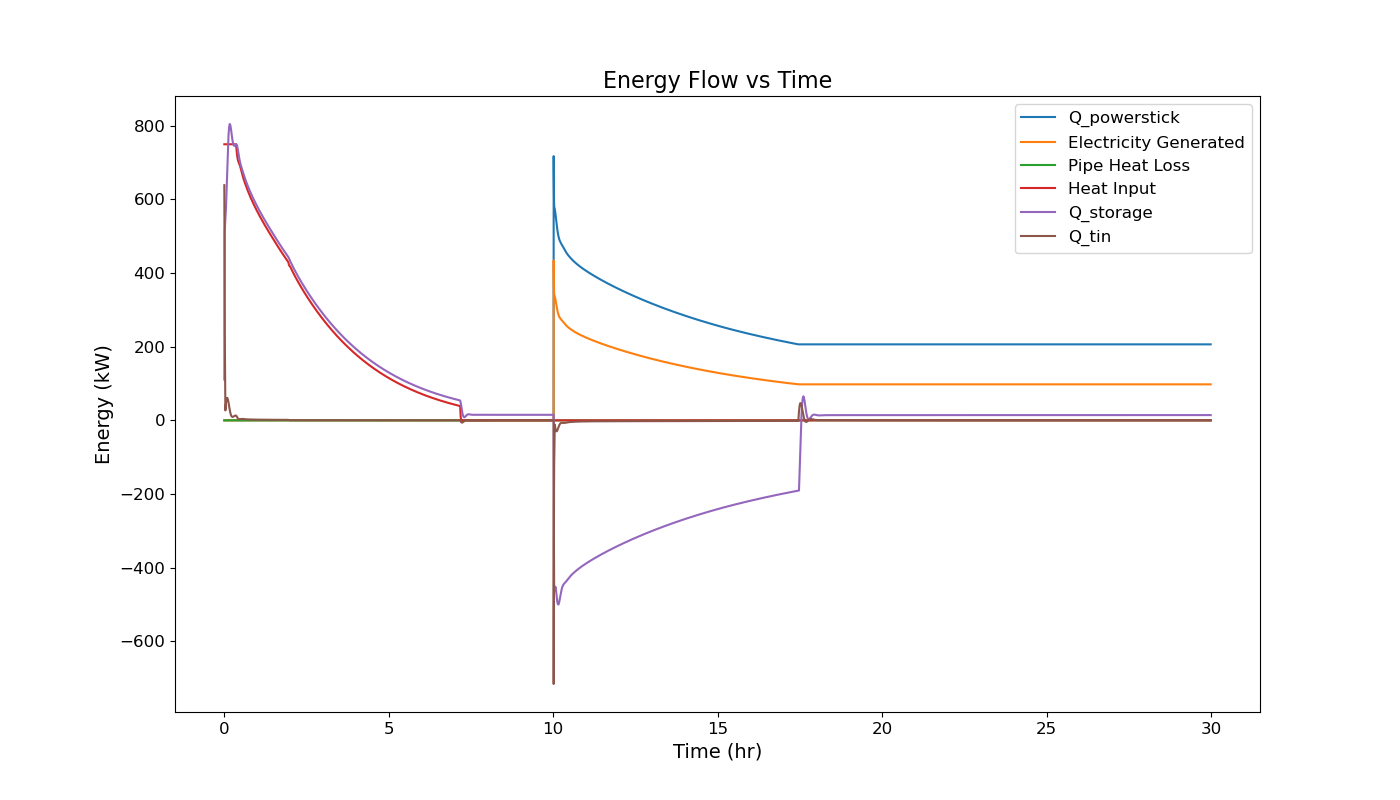 Energy Flow vs Time
Energy (kW)
800
600
400
200
0
−200
−400
−600
0
5
10
15
20
25
30
Time (hr)
Q_powerstick
Electricity Generated
Pipe Heat Loss
Heat Input
Q_storage
Q_tin